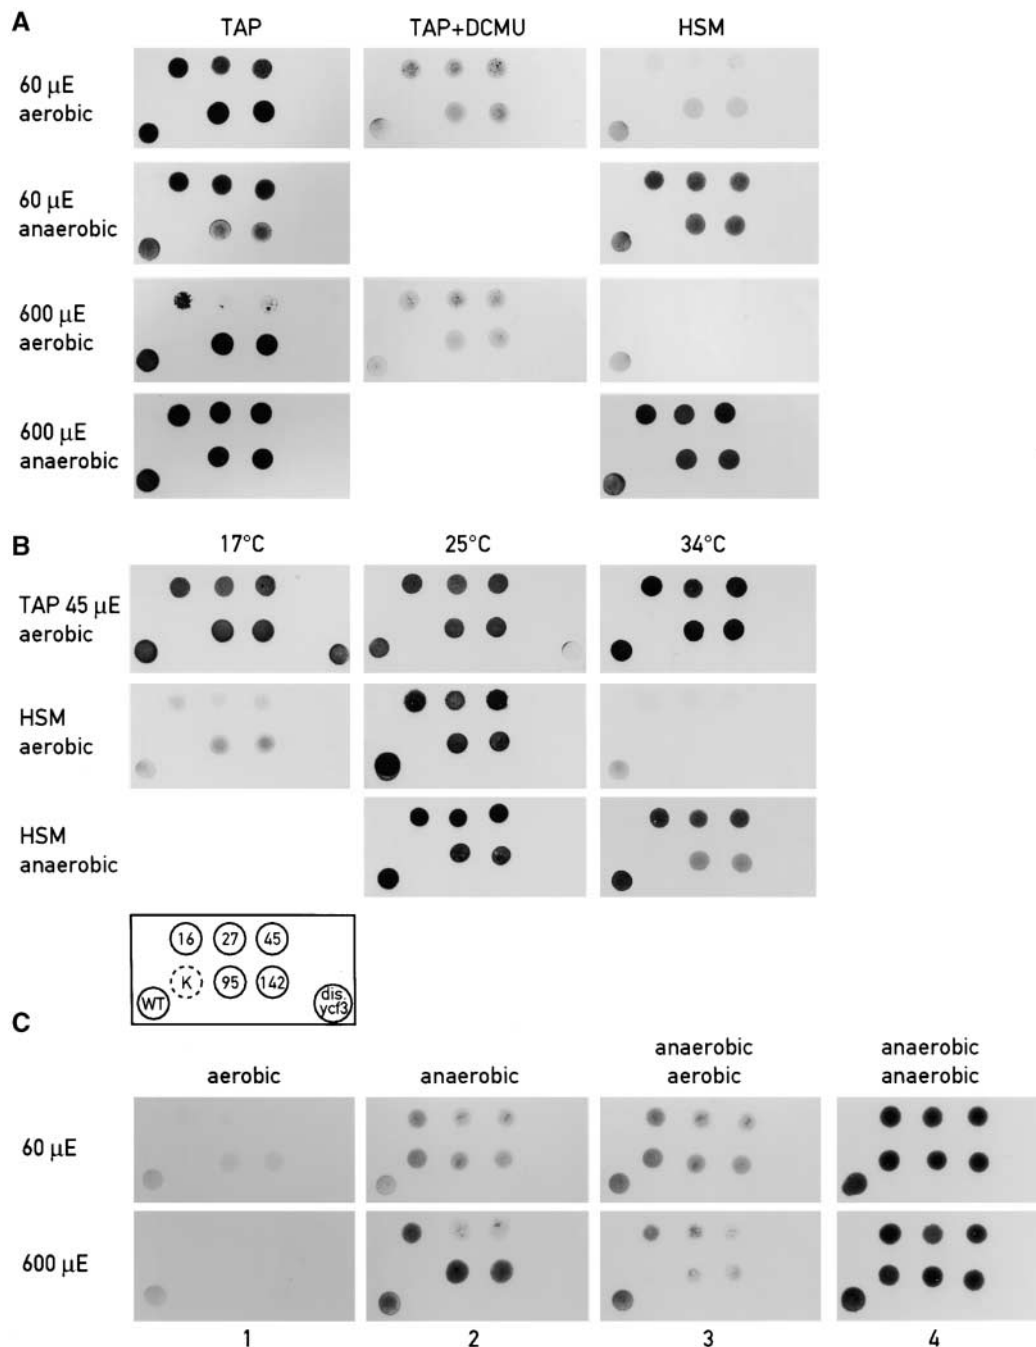 A
TAP TAP+DCMU HSM
60 µE
aerobic
60 µE
anaerobic
600 µE
aerobic
600 µE
anaerobic
B
17°C 25°C 34°C
TAP 45 µE
aerobic
HSM
aerobic
HSM
anaerobic
16 27 45
K 95 142
WT dis.
ycf3
C
aerobic anaerobic anaerobic
aerobic anaerobic
anaerobic
60 µE
600 µE
1 2 3 4